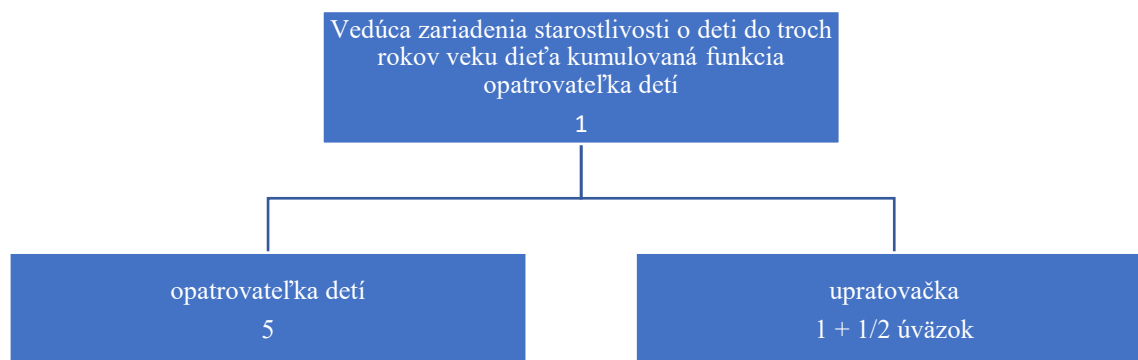 Vedúca zariadenia starostlivosti o deti do troch
rokov veku dieťa kumulovaná funkcia
opatrovateľka detí
1
opatrovateľka detí
5
upratovačka
1 + 1/2 úväzok